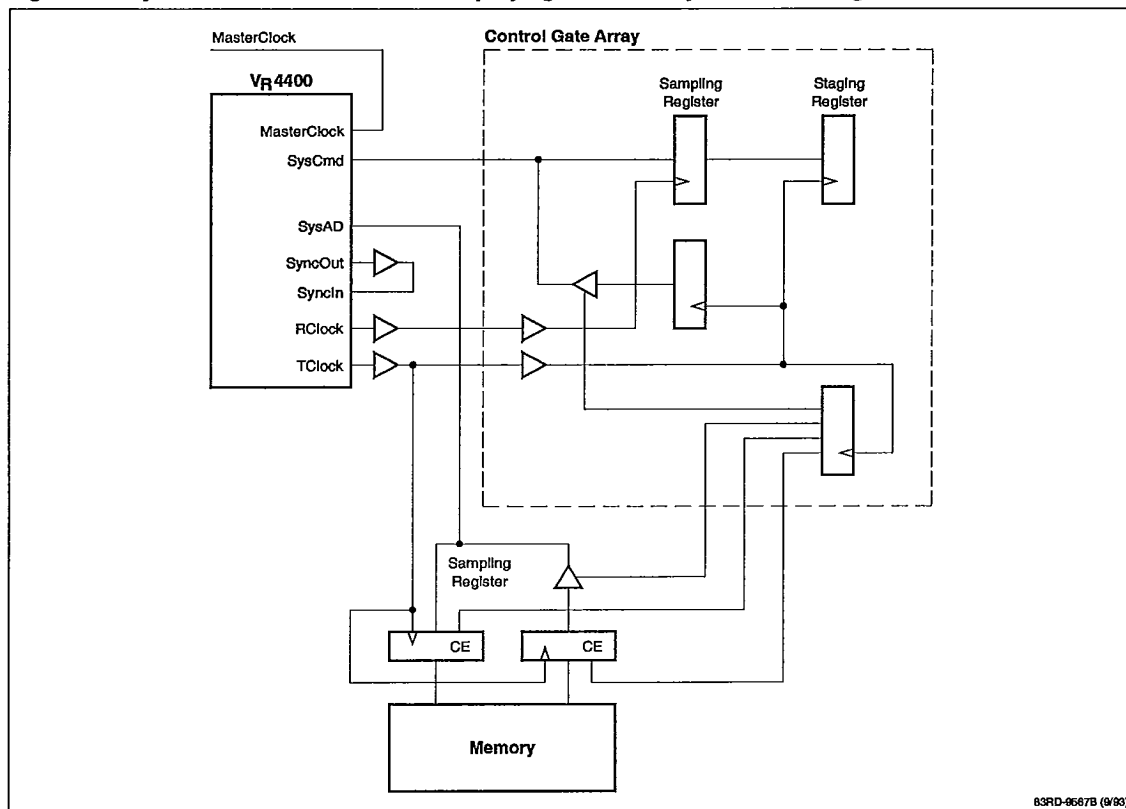 MasterClock
Control Gate Array
VR4400
Sampling
Register
Staging
Register
MasterClock
SysCmd
SysAD
SyncOut
SyncIn
RClock
TClock
Sampling
Register
CE
CE
Memory
83RD-9567B (9/93)